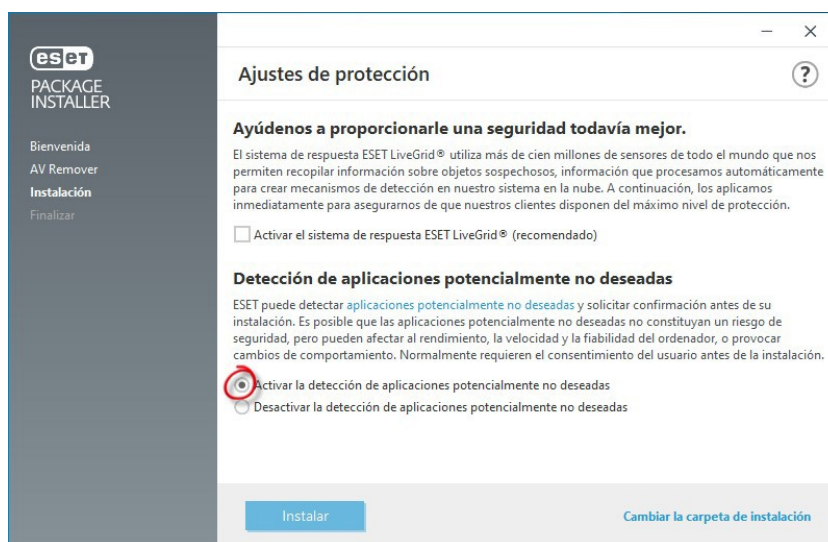 eseT
PACKAGE
INSTALLER
Bienvenida
AV Remover
Instalación
Finalizar
Ajustes de protección
?
Ayúdenos a proporcionarle una seguridad todavía mejor.
El sistema de respuesta ESET LiveGrid® utiliza más de cien millones de sensores de todo el mundo que nos
permiten recopilar información sobre objetos sospechosos, información que procesamos automáticamente
para crear mecanismos de detección en nuestro sistema en la nube. A continuación, los aplicamos
inmediatamente para asegurarnos de que nuestros clientes disponen del máximo nivel de protección.
Activar el sistema de respuesta ESET LiveGrid® (recomendado)
Detección de aplicaciones potencialmente no deseadas
ESET puede detectar aplicaciones potencialmente no deseadas y solicitar confirmación antes de su
instalación. Es posible que las aplicaciones potencialmente no deseadas no constituyan un riesgo de
seguridad, pero pueden afectar al rendimiento, la velocidad y la fiabilidad del ordenador, o provocar
cambios de comportamiento. Normalmente requieren el consentimiento del usuario antes de la instalación.
Activar la detección de aplicaciones potencialmente no deseadas
Desactivar la detección de aplicaciones potencialmente no deseadas
Instalar
Cambiar la carpeta de instalación